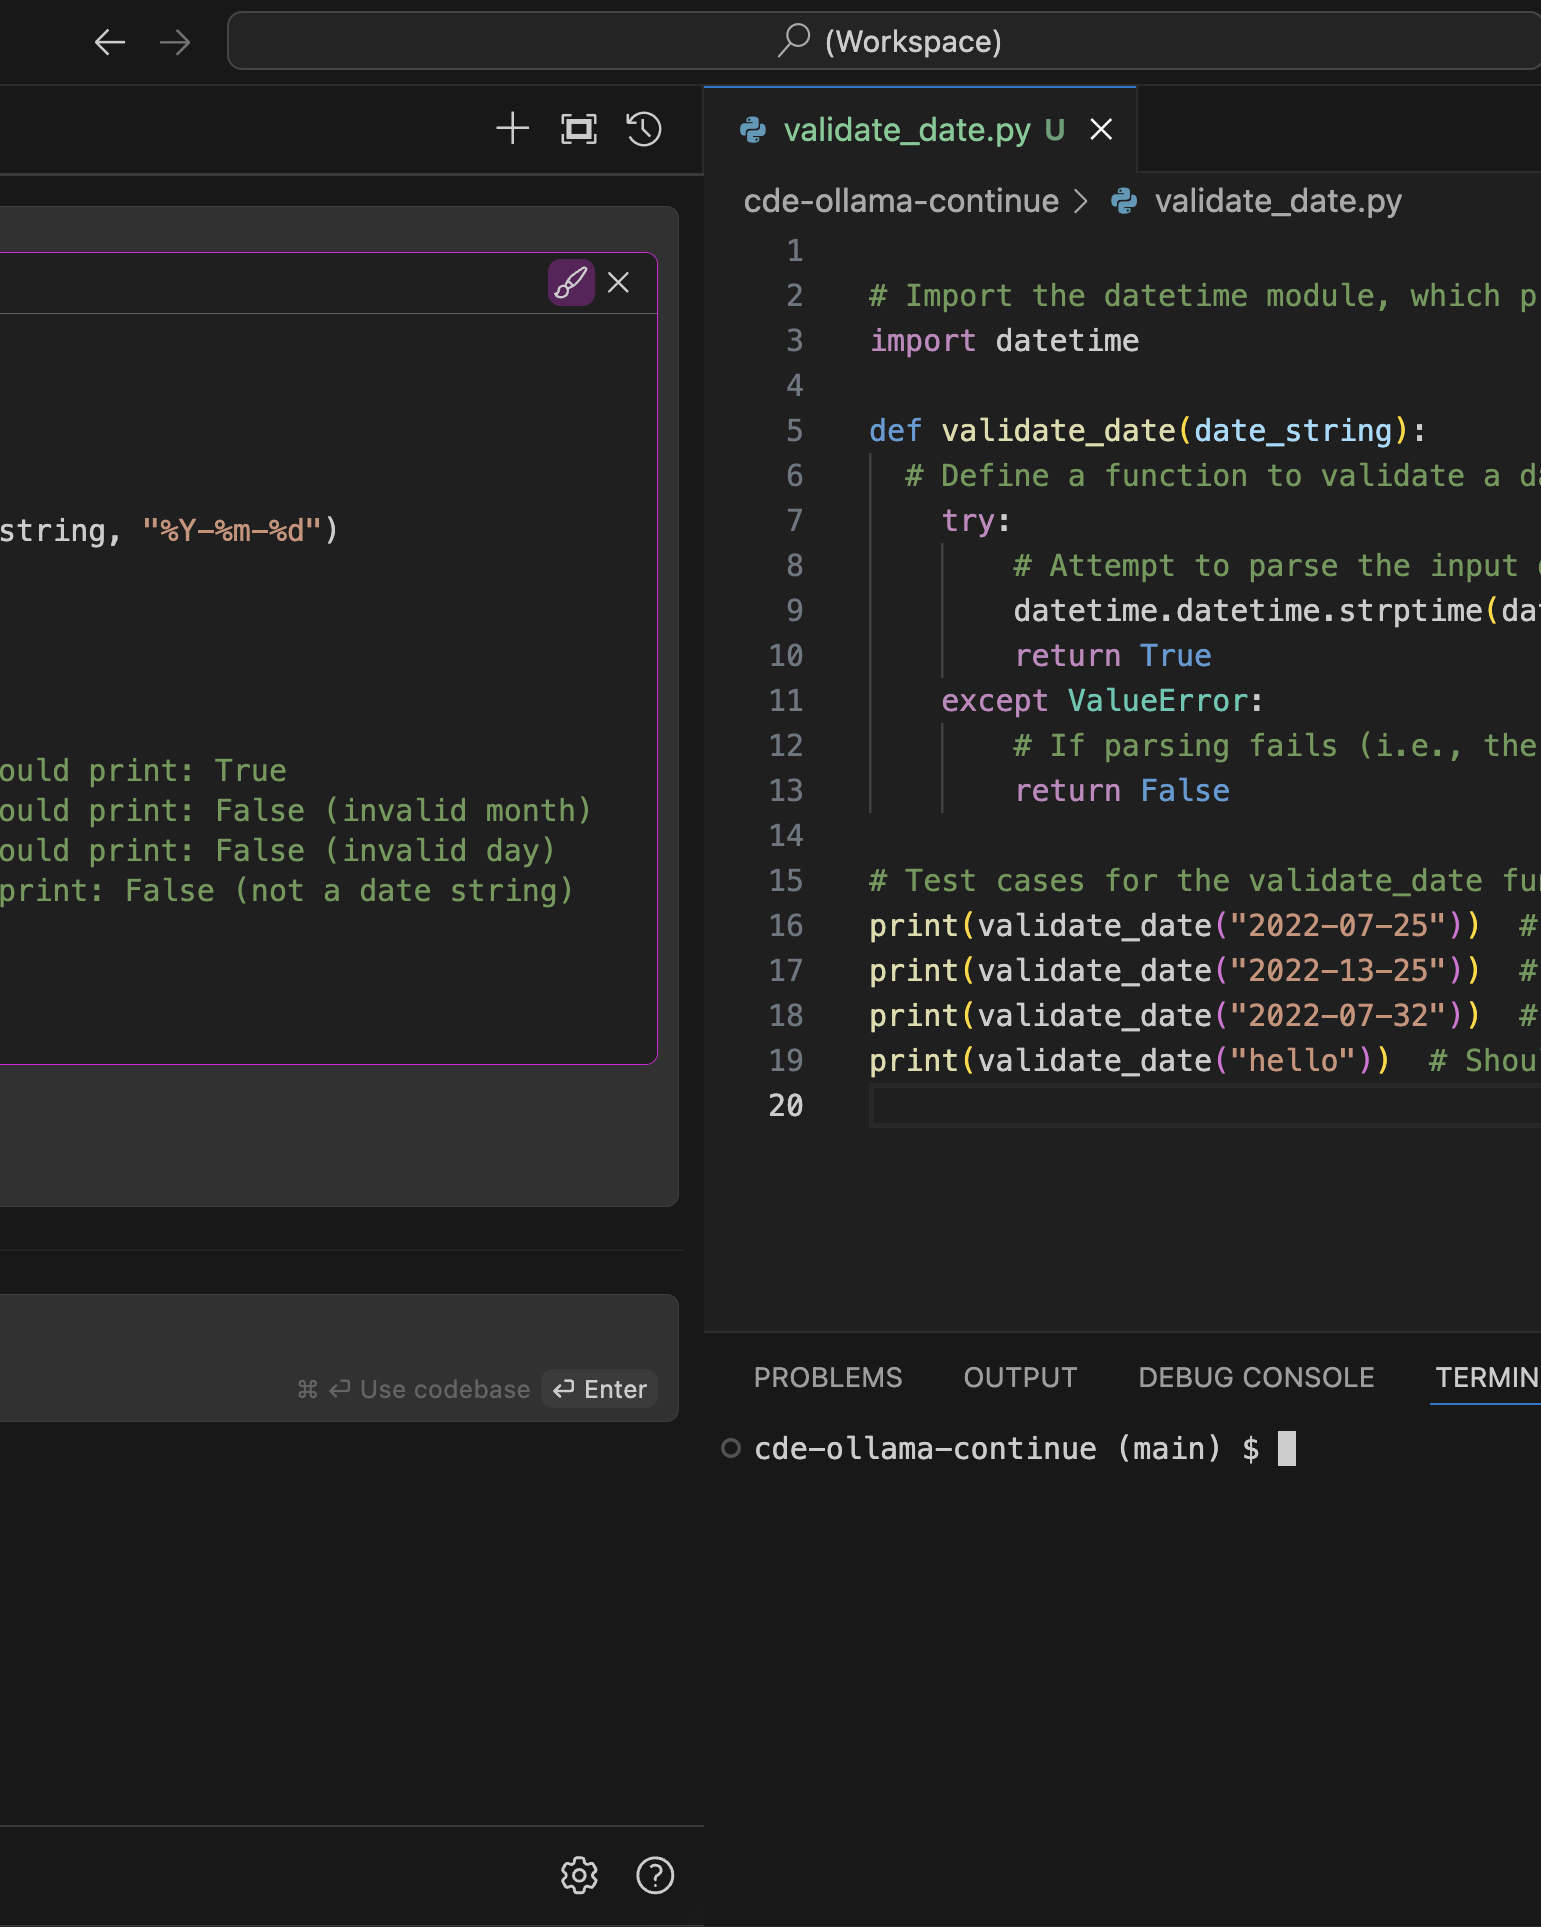 (Workspace)
validate_date.py U
cde-ollama-continue > validate_date.py
string, "%Y-%m-%d")
ould print: True
ould print: False (invalid month)
ould print: False (invalid day)
print: False (not a date string)
⌘ ⏎ Use codebase ⏎ Enter
1
2 # Import the datetime module, which p
3 import datetime
4
5 def validate_date(date_string):
6 # Define a function to validate a da
7 try:
8 # Attempt to parse the input
9 datetime.datetime.strptime(dat
10 return True
11 except ValueError:
12 # If parsing fails (i.e., the
13 return False
14
15 # Test cases for the validate_date fun
16 print(validate_date("2022-07-25")) #
17 print(validate_date("2022-13-25")) #
18 print(validate_date("2022-07-32")) #
19 print(validate_date("hello")) # Shou
20
PROBLEMS OUTPUT DEBUG CONSOLE TERMIN
cde-ollama-continue (main) $